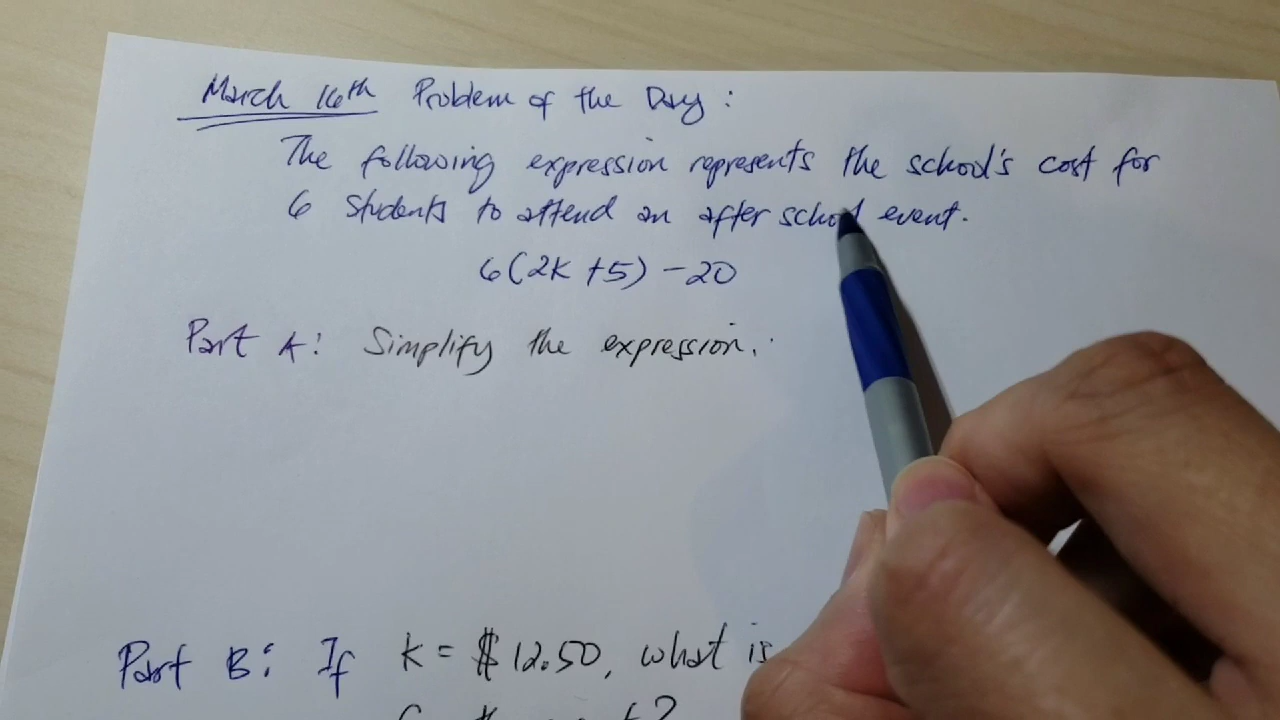 March 16th Problem of the Day:
The following expression represents the school's cost for
6 students to attend an after school event.
6(2k+5)-20
Part A: Simplify the expression.
Part B: If k = $12.50, what is